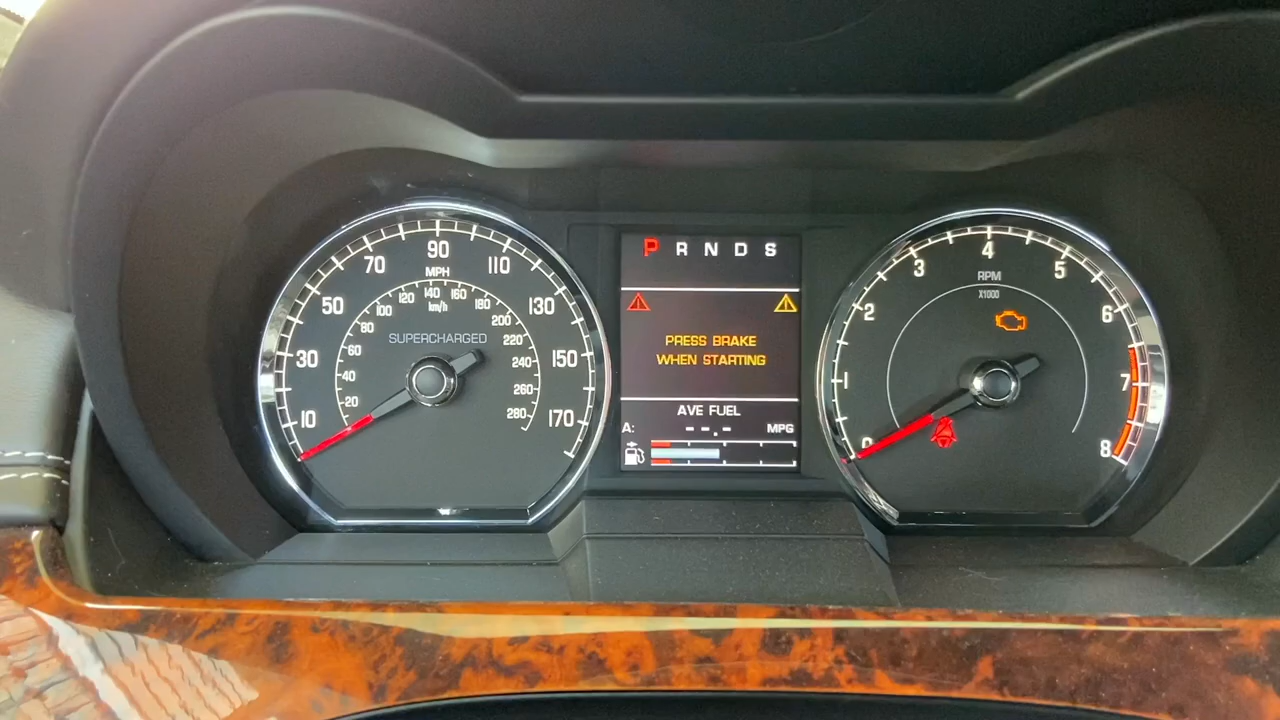 10 30 50 70 90 110 130 150 170
MPH
20 40 60 80 100 120 140 160 180 200 220 240 260 280
km/h
SUPERCHARGED
P R N D S
PRESS BRAKE
WHEN STARTING
AVE FUEL
A: --.- MPG
0 1 2 3 4 5 6 7 8
RPM
X1000